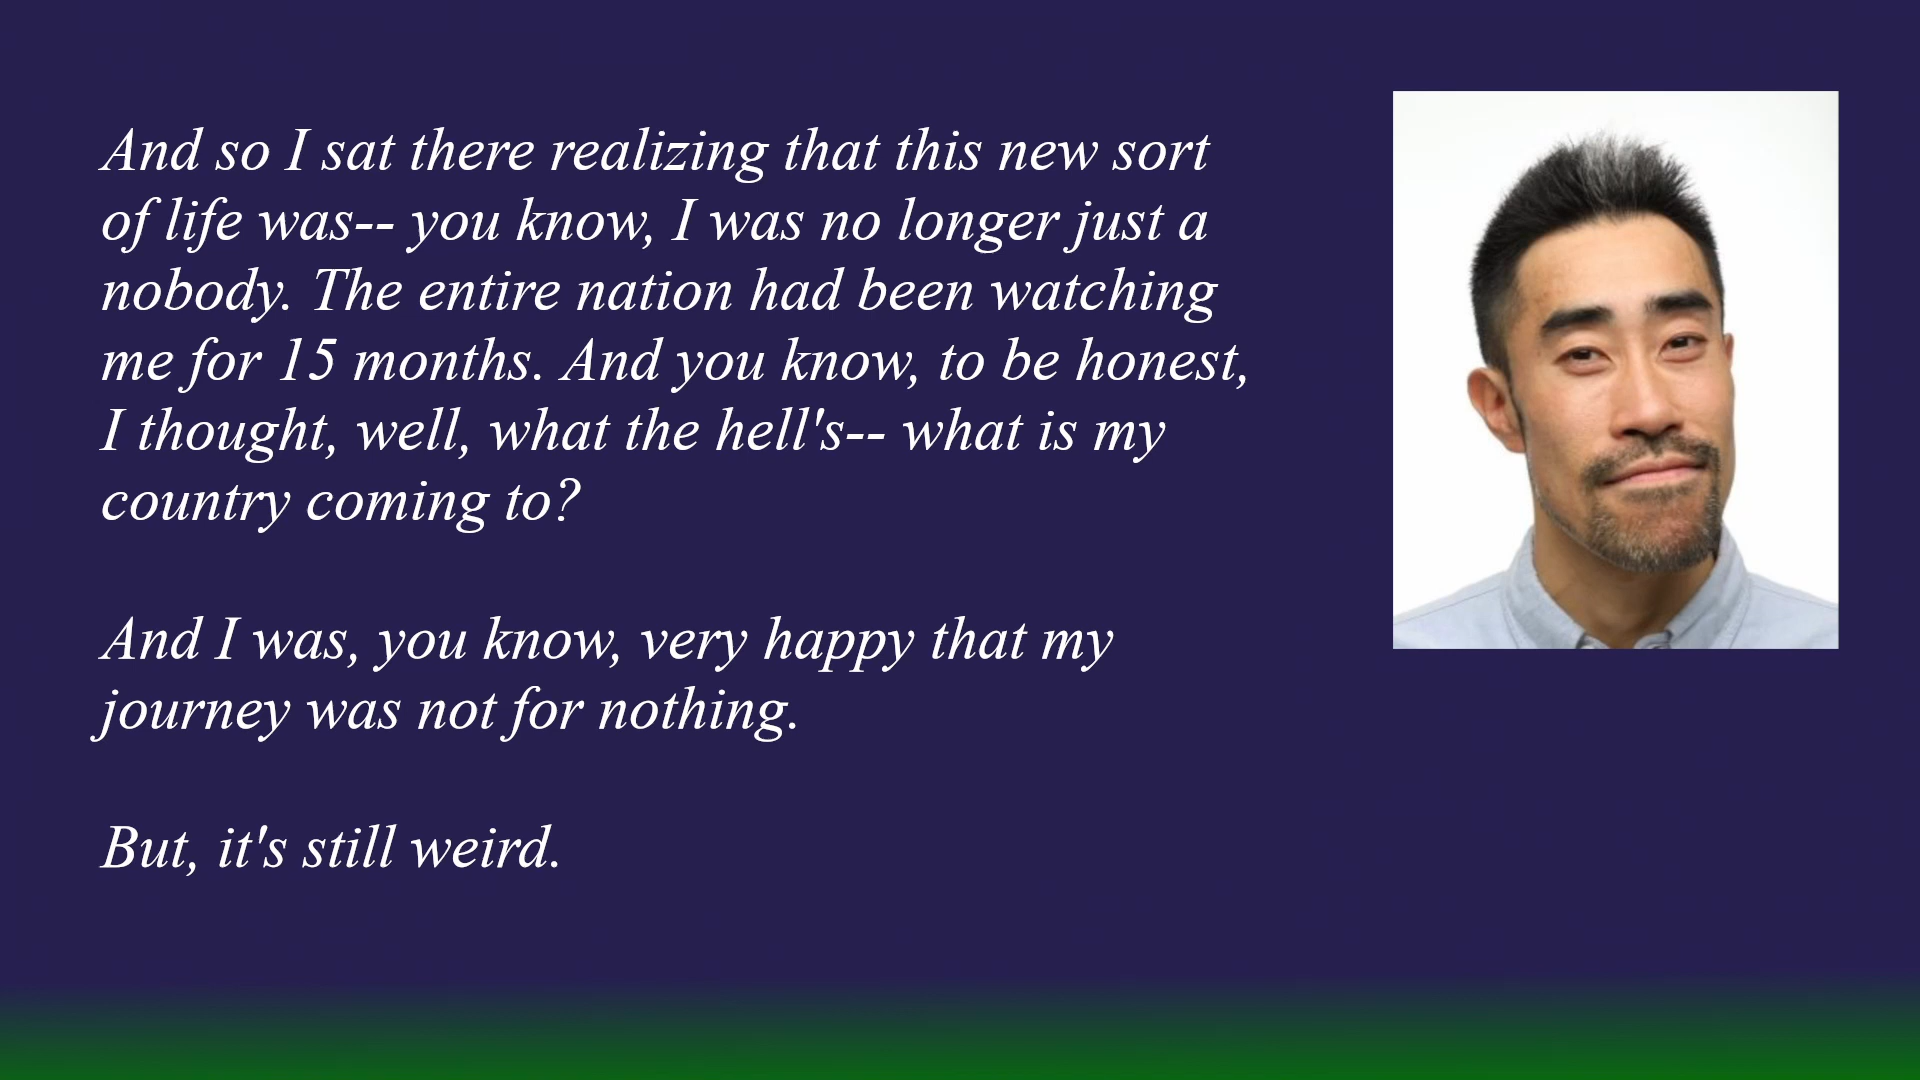 And so I sat there realizing that this new sort
of life was-- you know, I was no longer just a
nobody. The entire nation had been watching
me for 15 months. And you know, to be honest,
I thought, well, what the hell's-- what is my
country coming to?
And I was, you know, very happy that my
journey was not for nothing.
But, it's still weird.